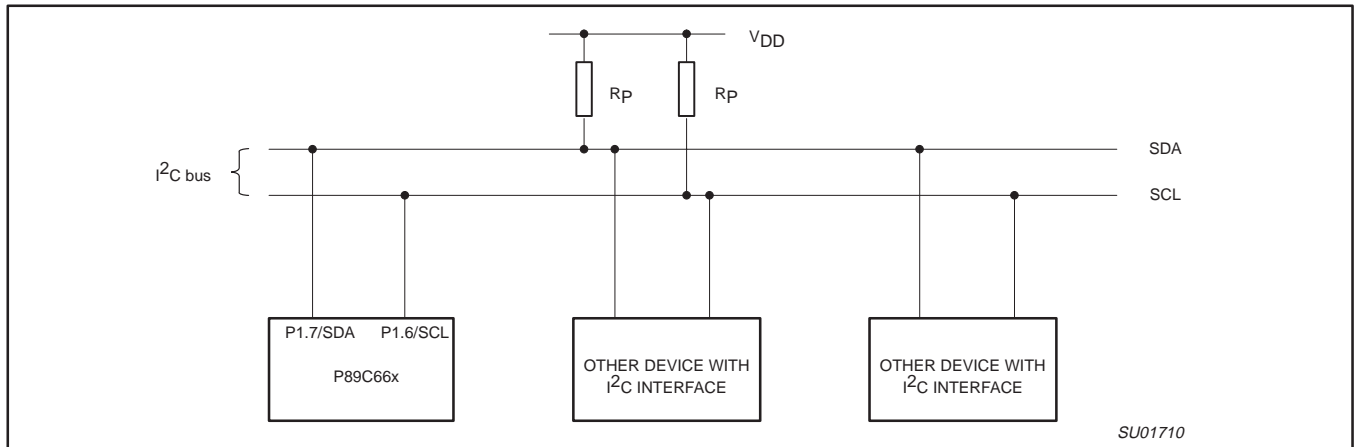 VDD
RP RP
SDA
I2C bus
SCL
P1.7/SDA P1.6/SCL
P89C66x
OTHER DEVICE WITH
I2C INTERFACE
OTHER DEVICE WITH
I2C INTERFACE
SU01710